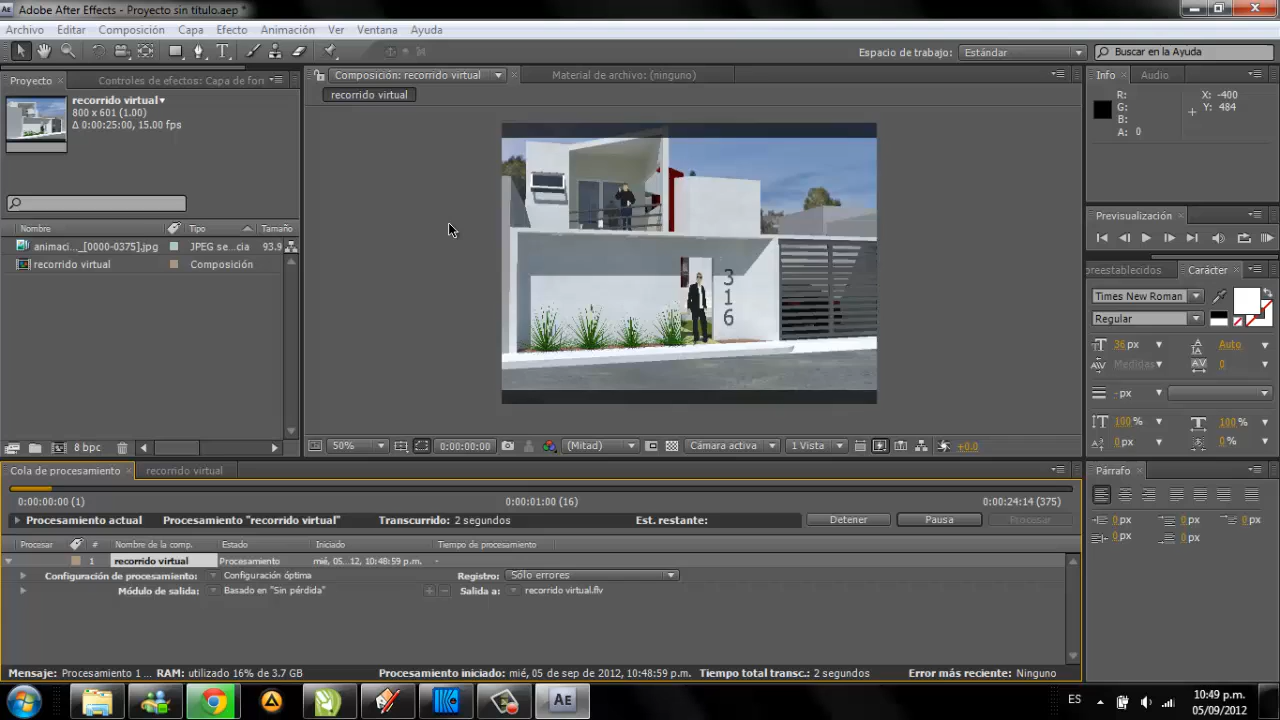 Adobe After Effects - Proyecto sin título.aep *
Archivo Editar Composición Capa Efecto Animación Ver Ventana Ayuda
Espacio de trabajo: Estándar Buscar en la Ayuda
Proyecto Controles de efectos: Capa de for
Composición: recorrido virtual Material de archivo: (ninguno)
Info Audio
recorrido virtual
800 x 601 (1.00)
Δ 0:00:25:00, 15.00 fps
recorrido virtual
R:
G:
B:
A: 0
X: -400
Y: 484
316
Previsualización
Nombre Tipo Tamaño
animaci..._[0000-0375].jpg JPEG se...cia 93.9
recorrido virtual Composición
reestablecidos Carácter
Times New Roman
Regular
36 px Auto
Medidas 0
- px
100% 100%
0 px 0%
8 bpc
50% 0:00:00:00 (Mitad) Cámara activa 1 Vista +0.0
Cola de procesamiento recorrido virtual
Párrafo
0:00:00:00 (1) 0:00:01:00 (16) 0:00:24:14 (375)
0 px 0 px 0 px
0 px 0 px
Procesamiento actual Procesamiento "recorrido virtual" Transcurrido: 2 segundos Est. restante: Detener Pausa Procesar
Procesar # Nombre de la comp. Estado Iniciado Tiempo de procesamiento
1 recorrido virtual Procesamiento mié, 05...12, 10:48:59 p.m. -
Configuración de procesamiento: Configuración óptima Registro: Sólo errores
Módulo de salida: Basado en "Sin pérdida" Salida a: recorrido virtual.flv
Mensaje: Procesamiento 1 ... RAM: utilizado 16% de 3.7 GB Procesamiento iniciado: mié, 05 de sep de 2012, 10:48:59 p.m. Tiempo total transc.: 2 segundos Error más reciente: Ninguno
Ae ES 10:49 p.m.
05/09/2012